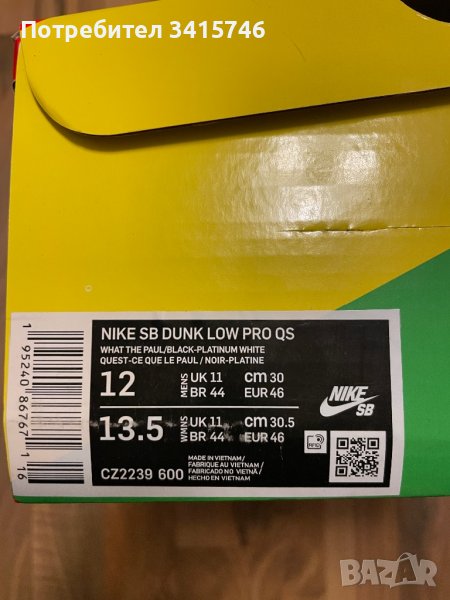 Потребител 3415746
NIKE SB DUNK LOW PRO QS
WHAT THE PAUL/BLACK-PLATINUM WHITE
QUEST-CE QUE LE PAUL / NOIR-PLATINE
12 MENS UK 11 cm 30
BR 44 EUR 46
13.5 WMNS UK 11 cm 30.5
BR 44 EUR 46
NIKE
SB
CZ2239 600
MADE IN VIETNAM /
FABRIQUE AU VIETNAM /
FABRICADO NO VIETNÃ /
HECHO EN VIETNAM
1 95240 86767 1 16
BAZAR